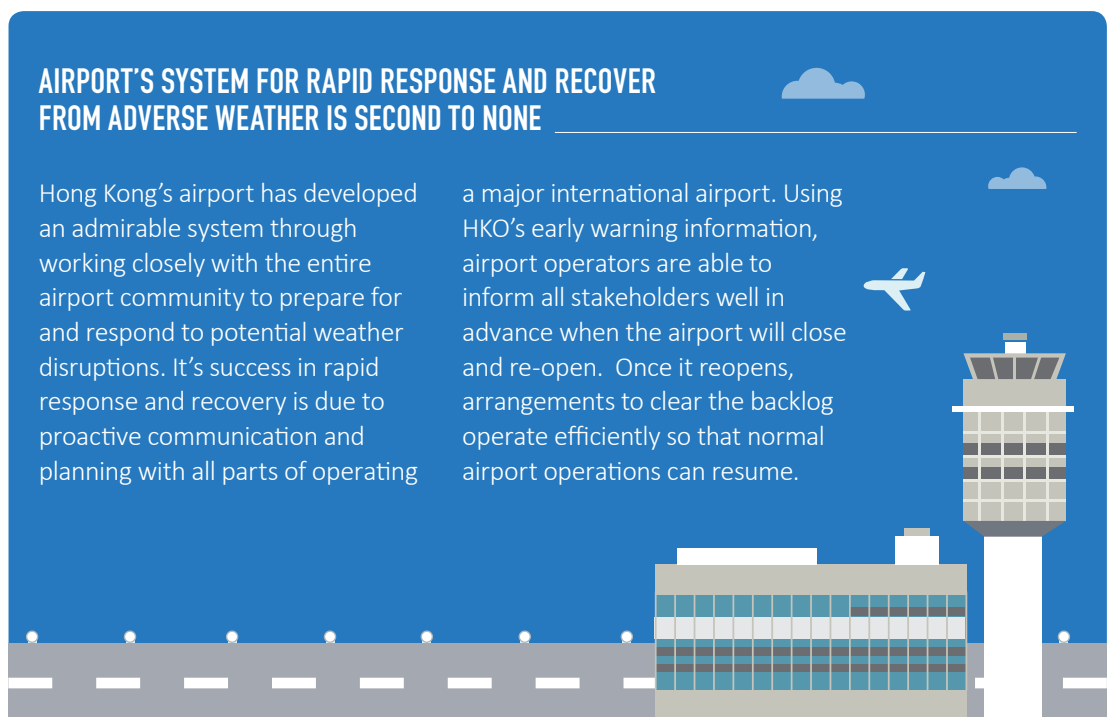 AIRPORT'S SYSTEM FOR RAPID RESPONSE AND RECOVER
FROM ADVERSE WEATHER IS SECOND TO NONE
Hong Kong's airport has developed
an admirable system through
working closely with the entire
airport community to prepare for
and respond to potential weather
disruptions. It's success in rapid
response and recovery is due to
proactive communication and
planning with all parts of operating
a major international airport. Using
HKO's early warning information,
airport operators are able to
inform all stakeholders well in
advance when the airport will close
and re-open.  Once it reopens,
arrangements to clear the backlog
operate efficiently so that normal
airport operations can resume.